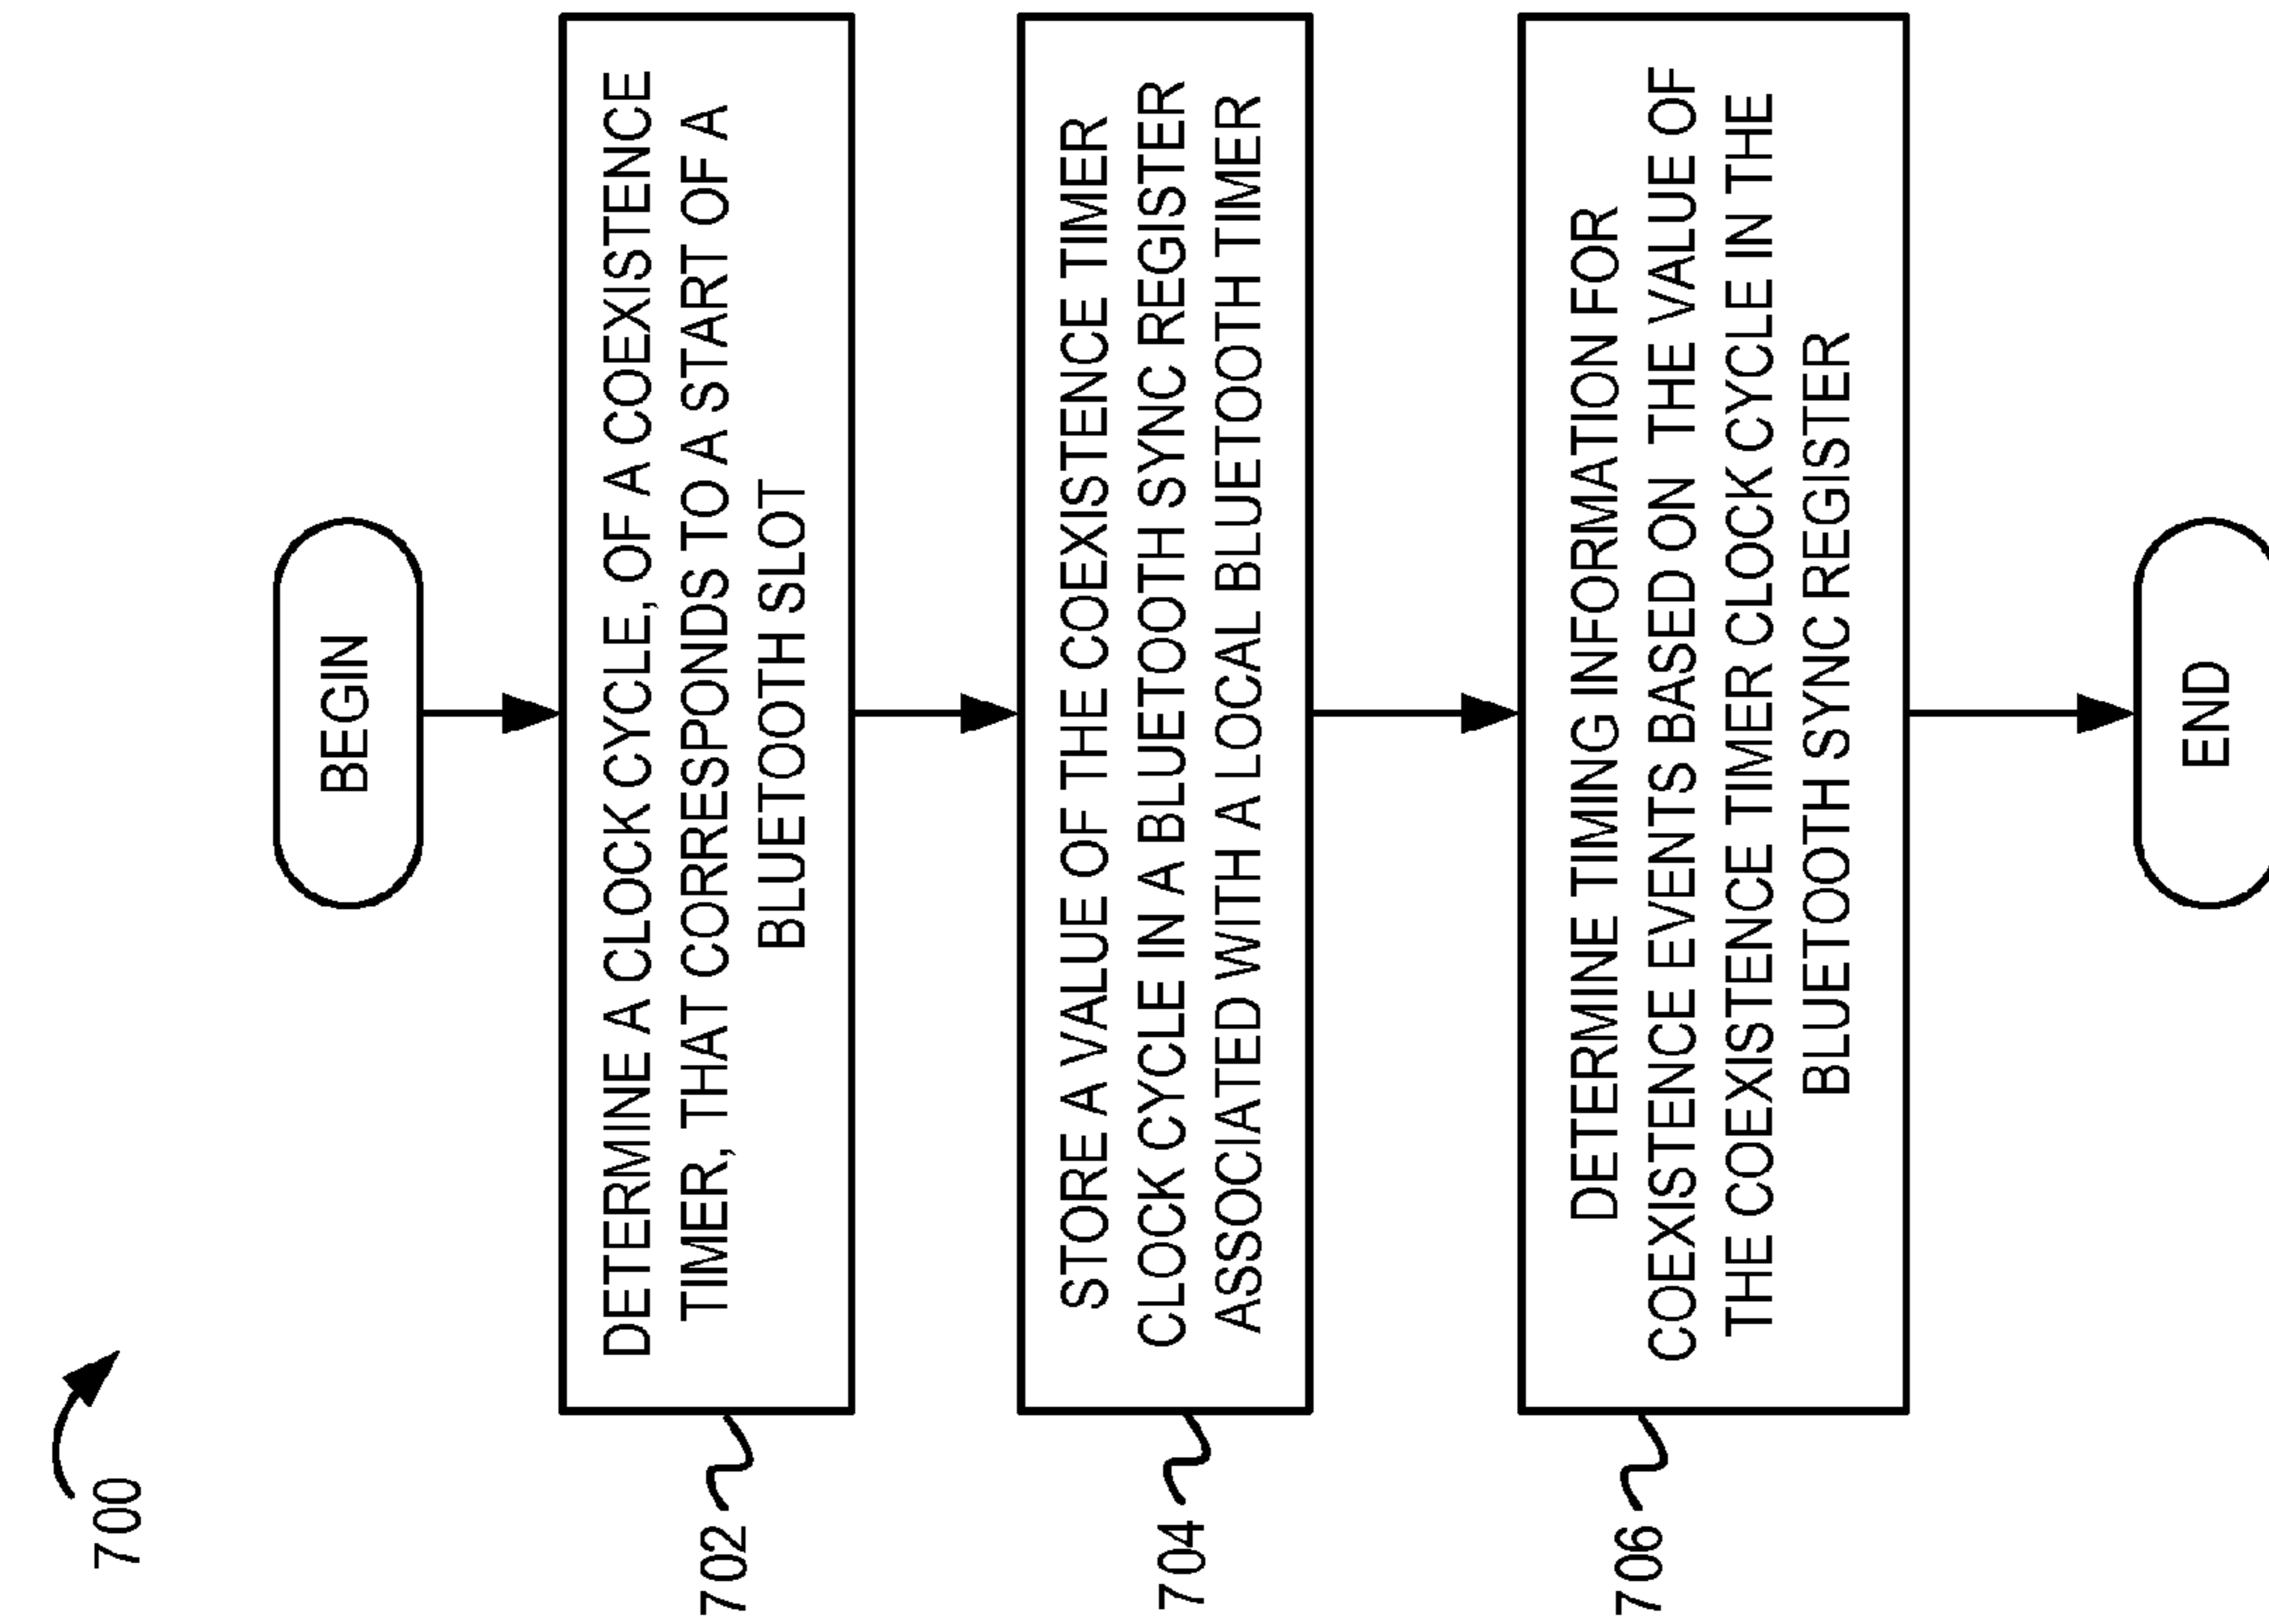 700
BEGIN
702
DETERMINE A CLOCK CYCLE, OF A COEXISTENCE
TIMER, THAT CORRESPONDS TO A START OF A
BLUETOOTH SLOT
704
STORE A VALUE OF THE COEXISTENCE TIMER
CLOCK CYCLE IN A BLUETOOTH SYNC REGISTER
ASSOCIATED WITH A LOCAL BLUETOOTH TIMER
706
DETERMINE TIMING INFORMATION FOR
COEXISTENCE EVENTS BASED ON THE VALUE OF
THE COEXISTENCE TIMER CLOCK CYCLE IN THE
BLUETOOTH SYNC REGISTER
END